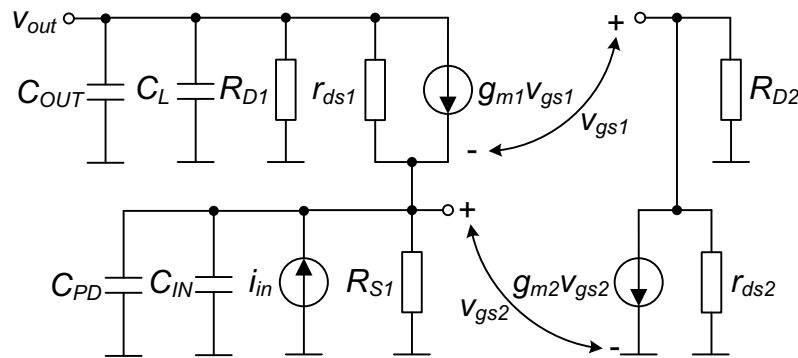 v_out
+
C_OUT
C_L
R_D1
r_ds1
g_m1v_gs1
v_gs1
R_D2
-
+
C_PD
C_IN
i_in
R_S1
v_gs2
g_m2v_gs2
r_ds2
-